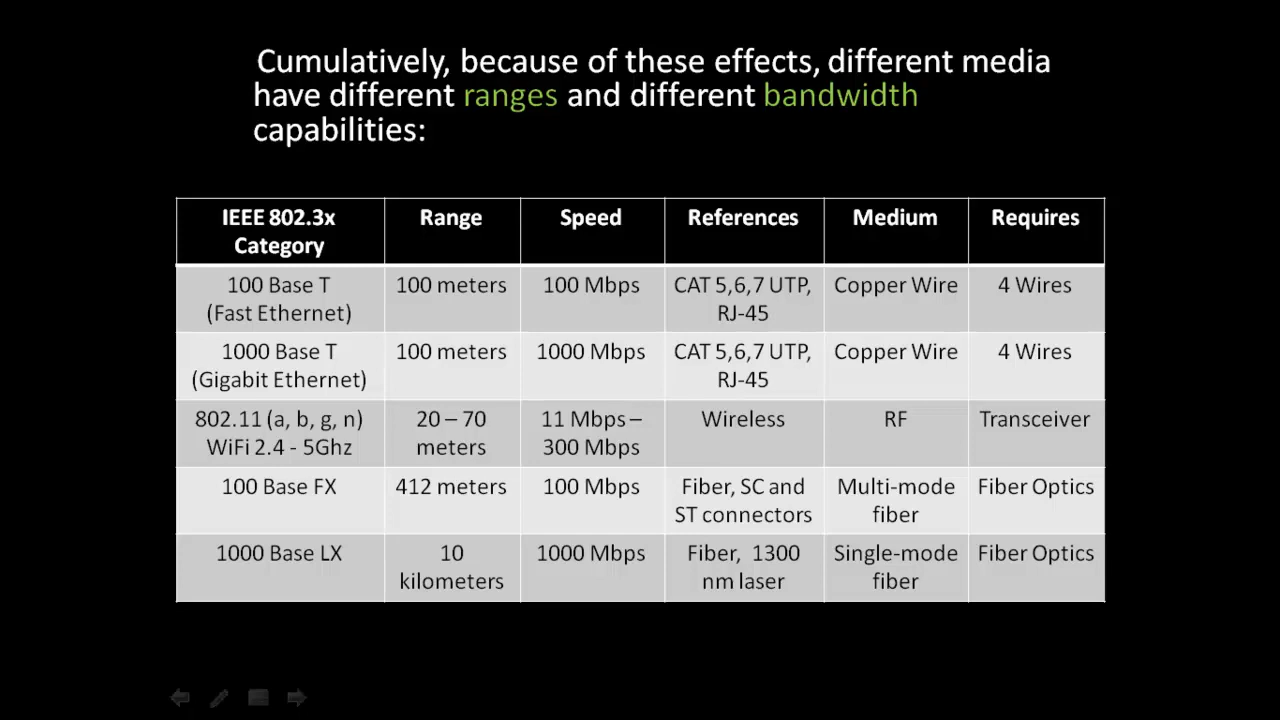 Cumulatively, because of these effects, different media
have different ranges and different bandwidth
capabilities:
IEEE 802.3x Category Range Speed References Medium Requires
100 Base T (Fast Ethernet) 100 meters 100 Mbps CAT 5,6,7 UTP, RJ-45 Copper Wire 4 Wires
1000 Base T (Gigabit Ethernet) 100 meters 1000 Mbps CAT 5,6,7 UTP, RJ-45 Copper Wire 4 Wires
802.11 (a, b, g, n) WiFi 2.4 - 5Ghz 20 – 70 meters 11 Mbps – 300 Mbps Wireless RF Transceiver
100 Base FX 412 meters 100 Mbps Fiber, SC and ST connectors Multi-mode fiber Fiber Optics
1000 Base LX 10 kilometers 1000 Mbps Fiber, 1300 nm laser Single-mode fiber Fiber Optics